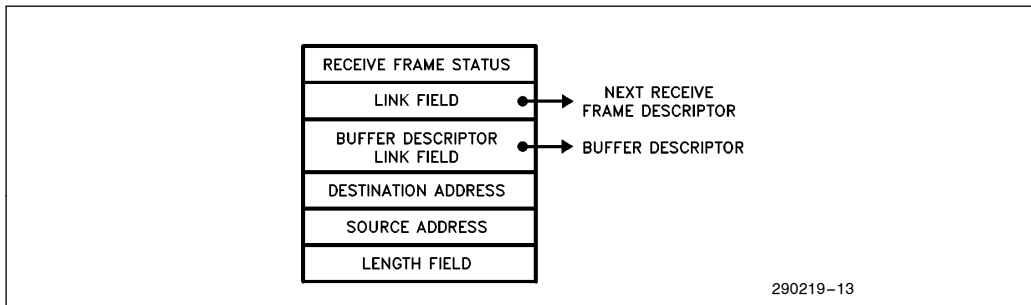 RECEIVE FRAME STATUS
LINK FIELD
NEXT RECEIVE
FRAME DESCRIPTOR
BUFFER DESCRIPTOR
LINK FIELD
BUFFER DESCRIPTOR
DESTINATION ADDRESS
SOURCE ADDRESS
LENGTH FIELD
290219–13